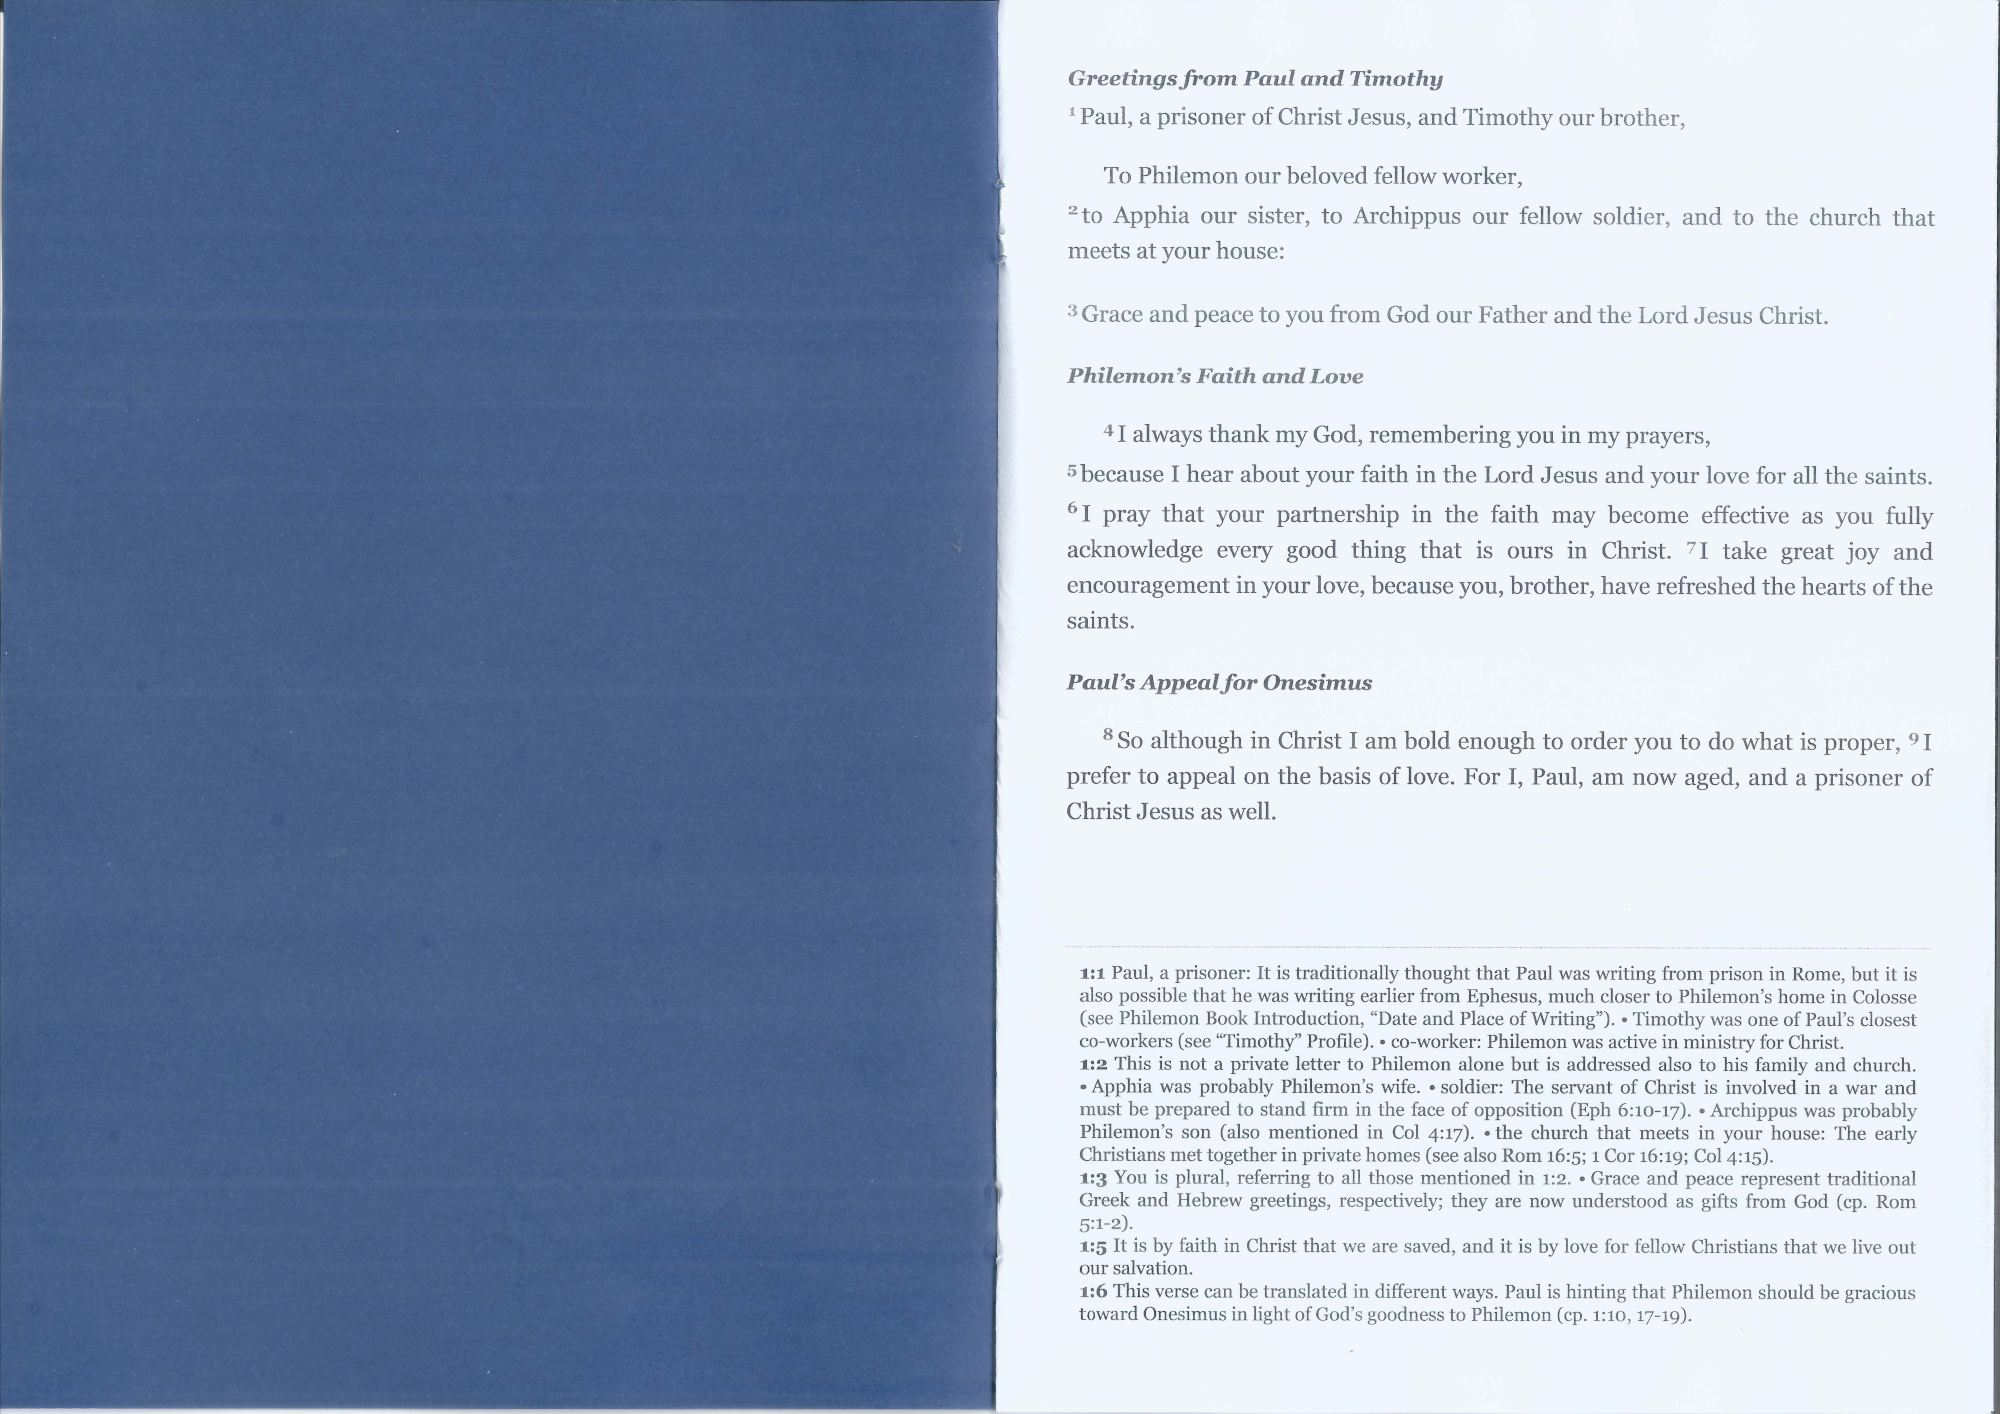 Greetings from Paul and Timothy
¹Paul, a prisoner of Christ Jesus, and Timothy our brother,
To Philemon our beloved fellow worker,
²to Apphia our sister, to Archippus our fellow soldier, and to the church that
meets at your house:
³Grace and peace to you from God our Father and the Lord Jesus Christ.
Philemon’s Faith and Love
⁴I always thank my God, remembering you in my prayers,
⁵because I hear about your faith in the Lord Jesus and your love for all the saints.
⁶I pray that your partnership in the faith may become effective as you fully
acknowledge every good thing that is ours in Christ. ⁷I take great joy and
encouragement in your love, because you, brother, have refreshed the hearts of the
saints.
Paul’s Appeal for Onesimus
⁸So although in Christ I am bold enough to order you to do what is proper, ⁹I
prefer to appeal on the basis of love. For I, Paul, am now aged, and a prisoner of
Christ Jesus as well.
1:1 Paul, a prisoner: It is traditionally thought that Paul was writing from prison in Rome, but it is
also possible that he was writing earlier from Ephesus, much closer to Philemon’s home in Colosse
(see Philemon Book Introduction, “Date and Place of Writing”). • Timothy was one of Paul’s closest
co-workers (see “Timothy” Profile). • co-worker: Philemon was active in ministry for Christ.
1:2 This is not a private letter to Philemon alone but is addressed also to his family and church.
• Apphia was probably Philemon’s wife. • soldier: The servant of Christ is involved in a war and
must be prepared to stand firm in the face of opposition (Eph 6:10-17). • Archippus was probably
Philemon’s son (also mentioned in Col 4:17). • the church that meets in your house: The early
Christians met together in private homes (see also Rom 16:5; 1 Cor 16:19; Col 4:15).
1:3 You is plural, referring to all those mentioned in 1:2. • Grace and peace represent traditional
Greek and Hebrew greetings, respectively; they are now understood as gifts from God (cp. Rom
5:1-2).
1:5 It is by faith in Christ that we are saved, and it is by love for fellow Christians that we live out
our salvation.
1:6 This verse can be translated in different ways. Paul is hinting that Philemon should be gracious
toward Onesimus in light of God’s goodness to Philemon (cp. 1:10, 17-19).